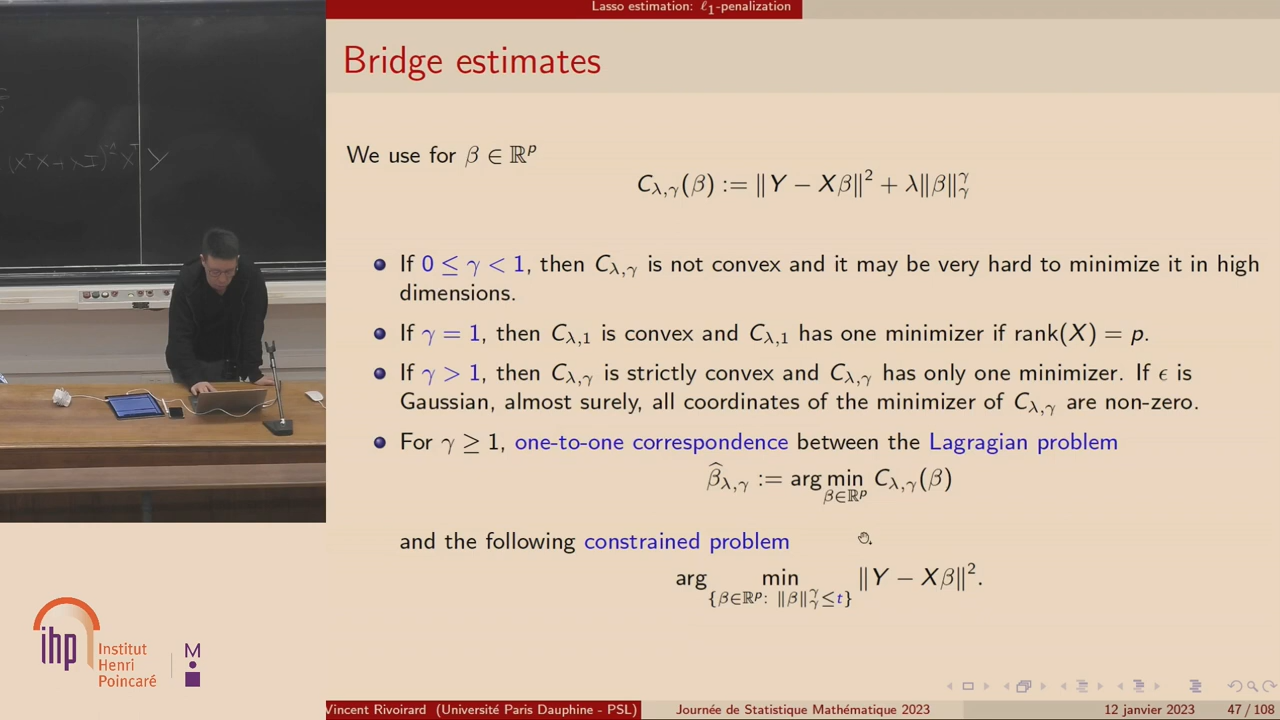 Lasso estimation: ℓ₁-penalization
Bridge estimates
We use for β ∈ ℝᵖ
C_{λ,γ}(β) := ‖Y − Xβ‖² + λ‖β‖_γ^γ
If 0 ≤ γ < 1, then C_{λ,γ} is not convex and it may be very hard to minimize it in high
dimensions.
If γ = 1, then C_{λ,1} is convex and C_{λ,1} has one minimizer if rank(X) = p.
If γ > 1, then C_{λ,γ} is strictly convex and C_{λ,γ} has only one minimizer. If ϵ is
Gaussian, almost surely, all coordinates of the minimizer of C_{λ,γ} are non-zero.
For γ ≥ 1, one-to-one correspondence between the Lagragian problem
β̂_{λ,γ} := arg min_{β∈ℝᵖ} C_{λ,γ}(β)
and the following constrained problem
arg min_{{β∈ℝᵖ: ‖β‖_γ^γ≤t}} ‖Y − Xβ‖².
ihp Institut
Henri
Poincaré
M
Vincent Rivoirard (Université Paris Dauphine - PSL) Journée de Statistique Mathématique 2023 12 janvier 2023 47 / 108